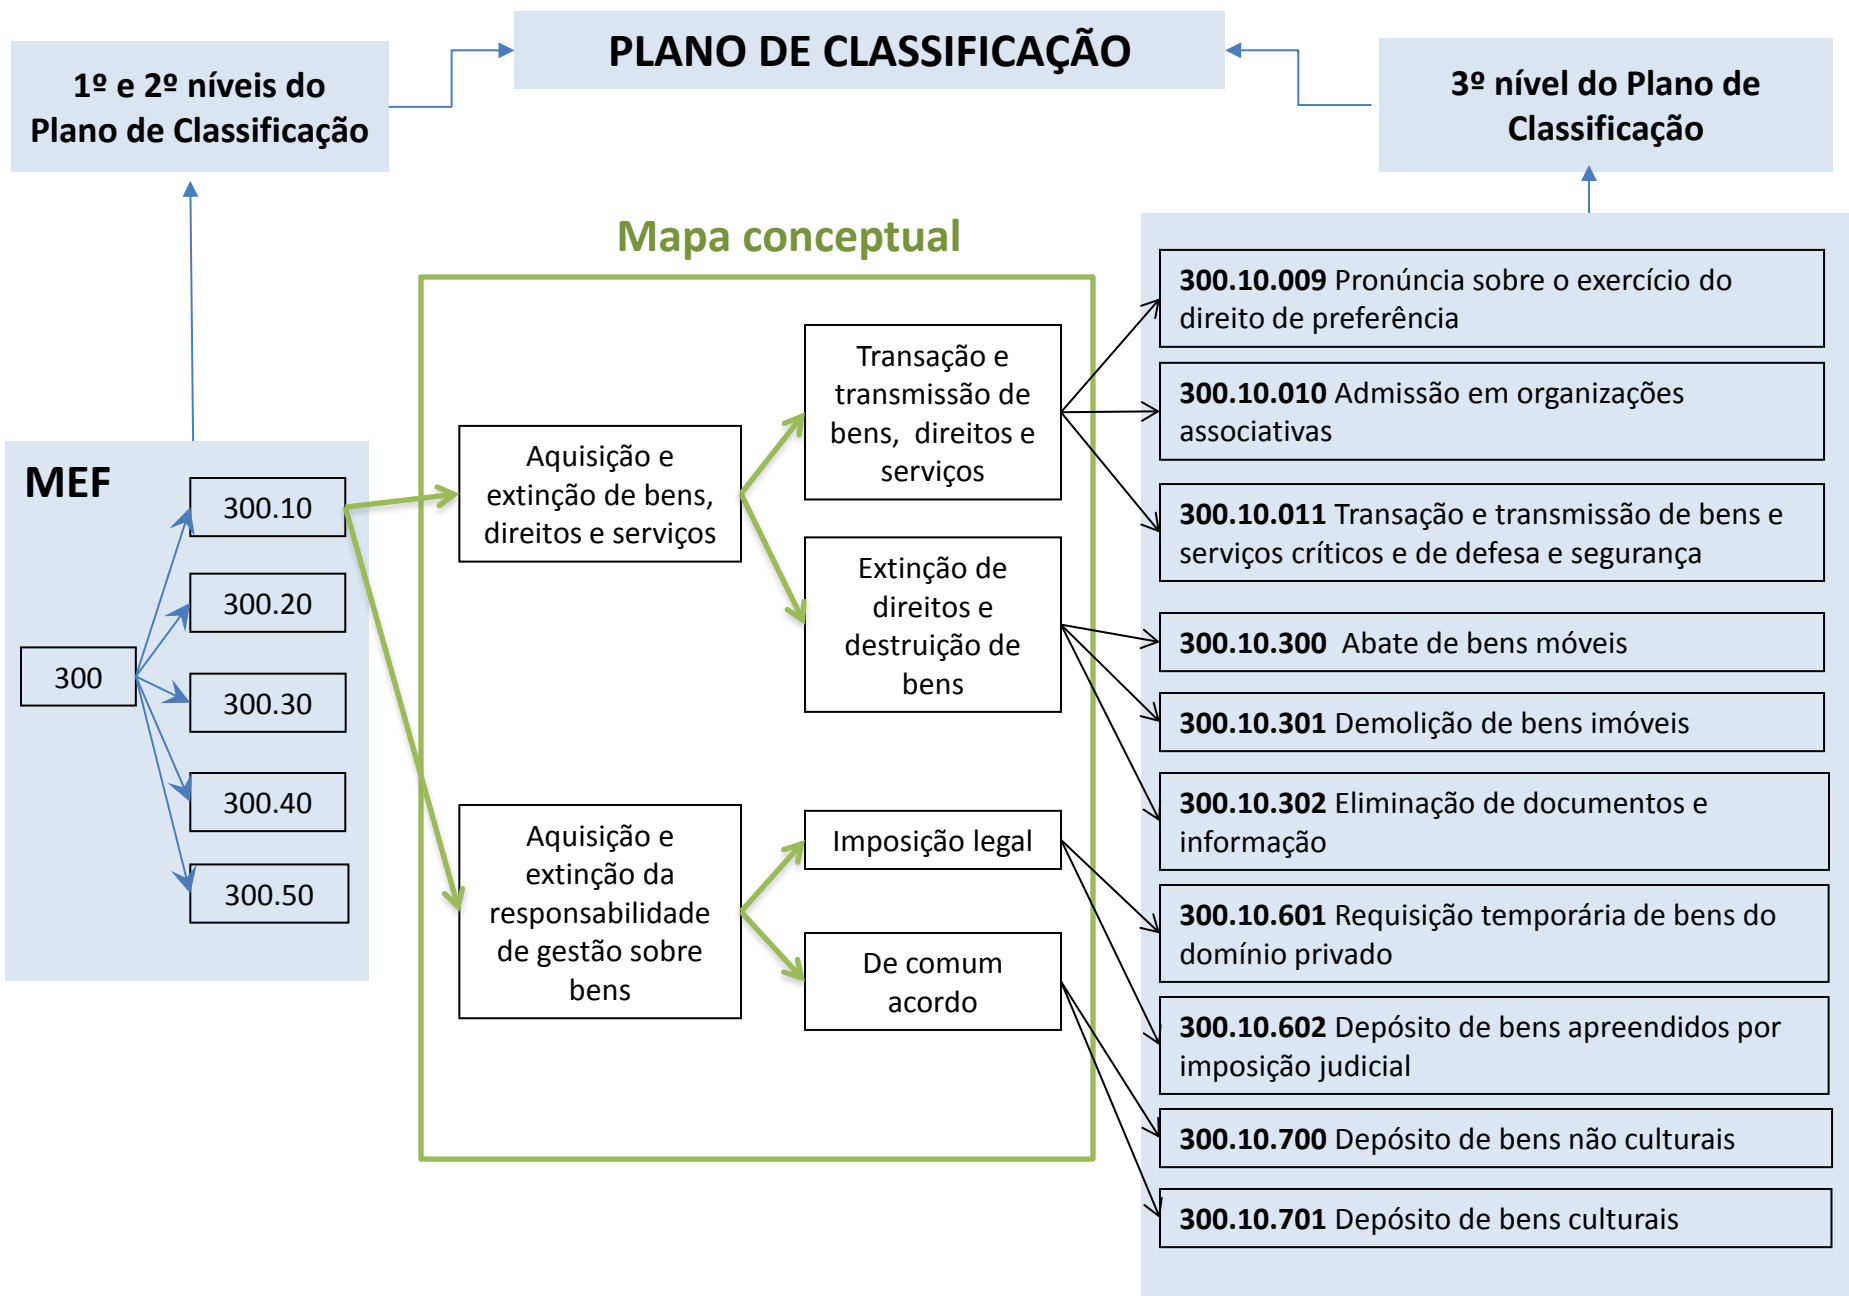 PLANO DE CLASSIFICAÇÃO
1º e 2º níveis do
Plano de Classificação
3º nível do Plano de
Classificação
Mapa conceptual
MEF
300
300.10
300.20
300.30
300.40
300.50
Aquisição e
extinção de bens,
direitos e serviços
Aquisição e
extinção da
responsabilidade
de gestão sobre
bens
Transação e
transmissão de
bens, direitos e
serviços
Extinção de
direitos e
destruição de
bens
Imposição legal
De comum
acordo
300.10.009 Pronúncia sobre o exercício do
direito de preferência
300.10.010 Admissão em organizações
associativas
300.10.011 Transação e transmissão de bens e
serviços críticos e de defesa e segurança
300.10.300 Abate de bens móveis
300.10.301 Demolição de bens imóveis
300.10.302 Eliminação de documentos e
informação
300.10.601 Requisição temporária de bens do
domínio privado
300.10.602 Depósito de bens apreendidos por
imposição judicial
300.10.700 Depósito de bens não culturais
300.10.701 Depósito de bens culturais